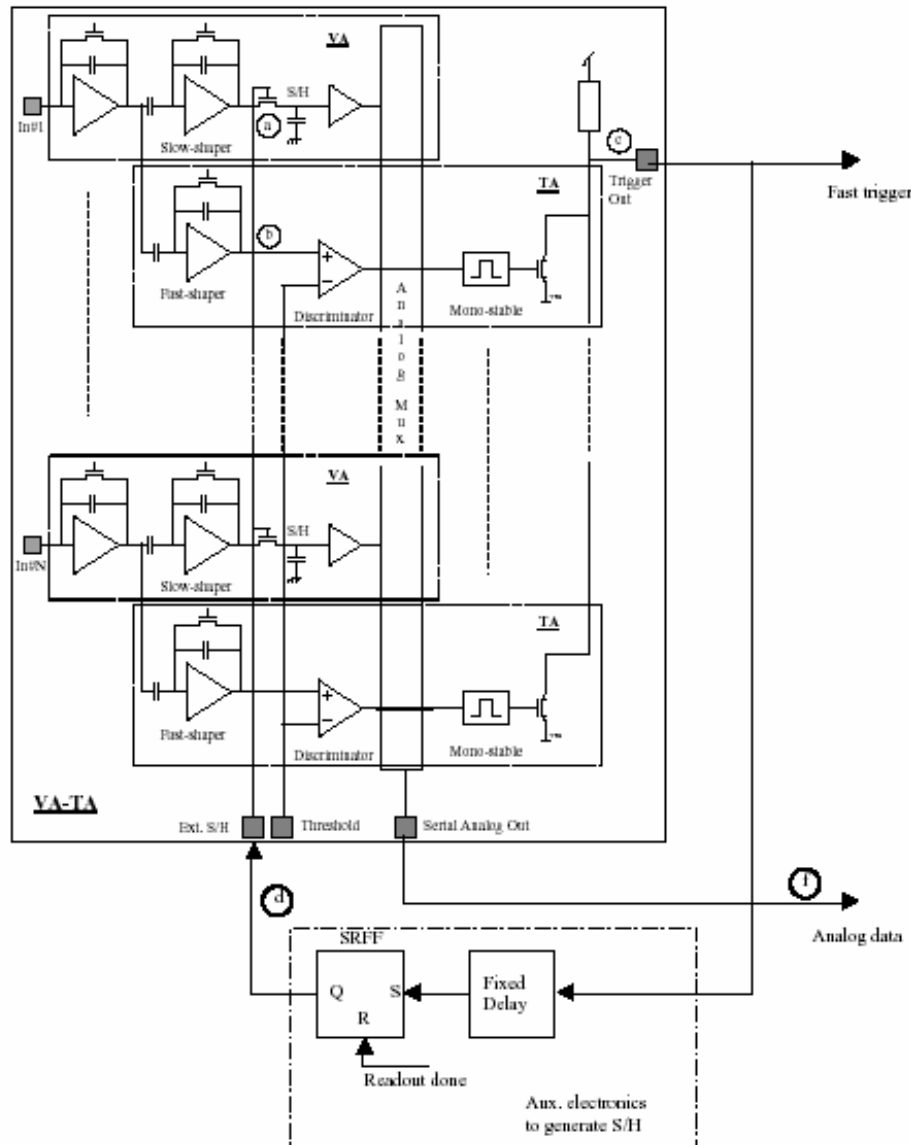 VA
S/H
a
In#1
Slow-shaper
c
TA
Trigger
Out
Fast trigger
b
+
−
Fast-shaper
Discriminator
Mono-stable
Mux
VA
S/H
In#N
Slow-shaper
TA
+
−
Fast-shaper
Discriminator
Mono-stable
VA-TA
Ext. S/H
Threshold
Serial Analog Out
d
f
Analog data
SRFF
Q
S
R
Fixed
Delay
Readout done
Aux. electronics
to generate S/H